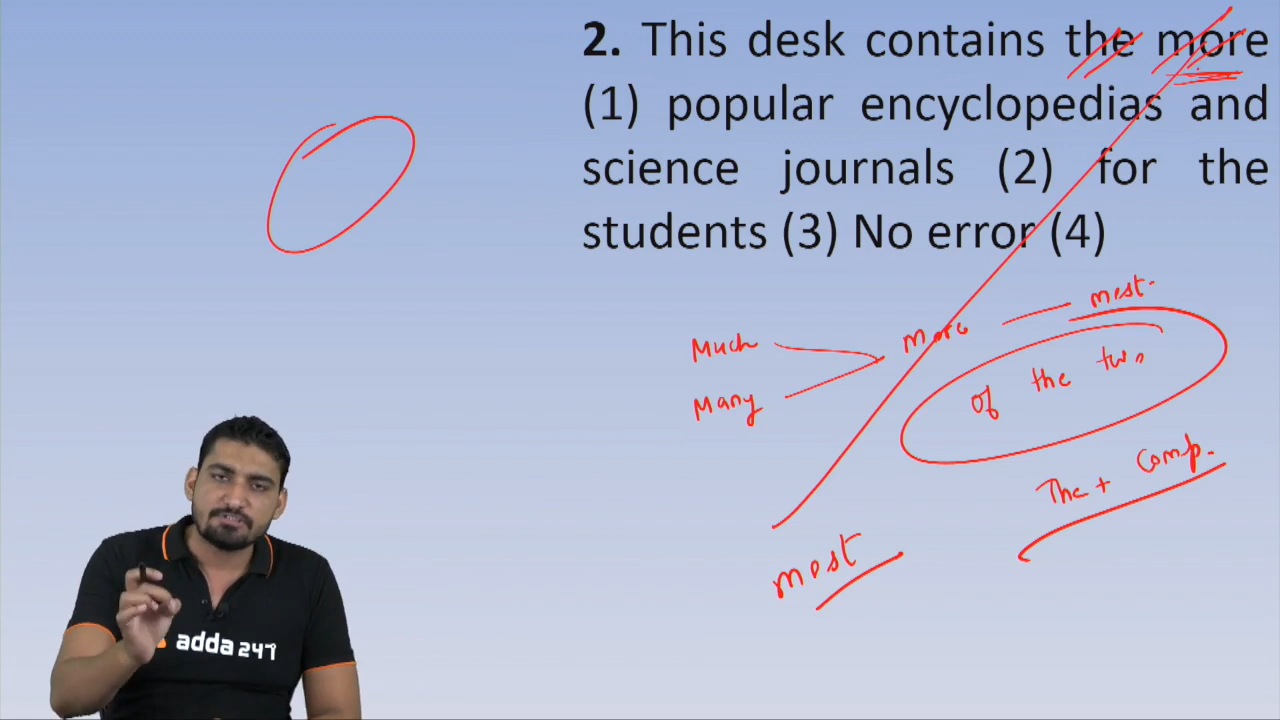 2. This desk contains the more
(1) popular encyclopedias and
science journals (2) for the
students (3) No error (4)
most.
Much
more
of the two
Many
The + Comp.
most
adda 247